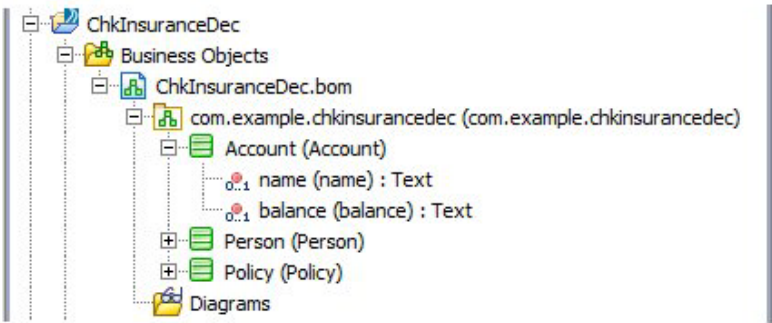 ChkInsuranceDec
Business Objects
ChkInsuranceDec.bom
com.example.chkinsurancedec (com.example.chkinsurancedec)
Account (Account)
0..1 name (name) : Text
0..1 balance (balance) : Text
Person (Person)
Policy (Policy)
Diagrams